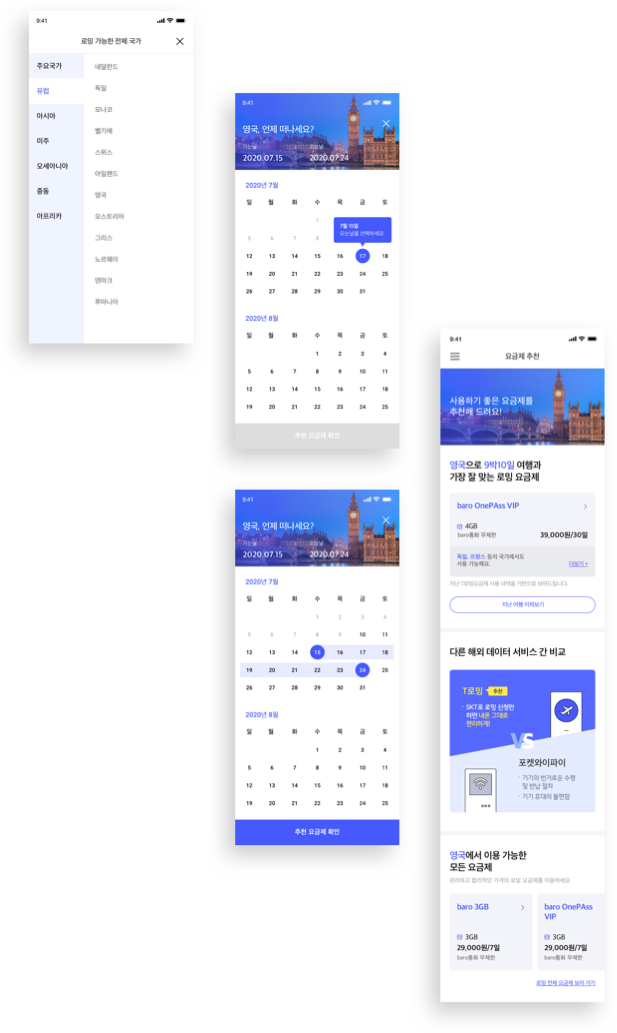 9:41
로밍 가능한 전체 국가
주요국가
유럽
아시아
미주
오세아니아
중동
아프리카
네덜란드
독일
모나코
벨기에
스위스
아일랜드
영국
오스트리아
그리스
노르웨이
덴마크
루마니아
9:41
영국, 언제 떠나세요?
가는날 오는날
2020.07.15 2020.07.24
2020년 7월
일 월 화 수 목 금 토
1
7월 15일
오는날을 선택하세요
5 6 7 8
12 13 14 15 16 17 18
19 20 21 22 23 24 25
26 27 28 29 30 31
2020년 8월
일 월 화 수 목 금 토
1 2 3 4
5 6 7 8 9 10 11
12 13 14 15 16 17 18
19 20 21 22 23 24 25
추천 요금제 확인
9:41
영국, 언제 떠나세요?
가는날 오는날
2020.07.15 2020.07.24
2020년 7월
일 월 화 수 목 금 토
1 2 3 4
5 6 7 8 9 10 11
12 13 14 15 16 17 18
19 20 21 22 23 24 25
26 27 28 29 30 31
2020년 8월
일 월 화 수 목 금 토
1 2 3 4
5 6 7 8 9 10 11
12 13 14 15 16 17 18
19 20 21 22 23 24 25
추천 요금제 확인
9:41
요금제 추천
사용하기 좋은 요금제를
추천해 드려요!
영국으로 9박10일 여행과
가장 잘 맞는 로밍 요금제
baro OnePAss VIP
4GB
baro통화 무제한
39,000원/30일
독일, 프랑스 등의 국가에서도
사용 가능해요.
더보기 +
지난 T로밍요금제 사용 내역을 기반으로 보여드립니다.
지난 여행 이력보기
다른 해외 데이터 서비스 간 비교
T로밍 추천
· SKT로 로밍 신청만
하면 내폰 그대로
편리하게!
VS
포켓와이파이
· 기기의 번거로운 수령
및 반납 절차
· 기기 휴대의 불편함
영국에서 이용 가능한
모든 요금제
편리하고 합리적인 가격의 로밍 요금제를 이용하세요
baro 3GB
3GB
29,000원/7일
baro통화 무제한
baro OnePAss
VIP
3GB
29,000원/7일
baro통화 무제한
로밍 전체 요금제 보러 가기